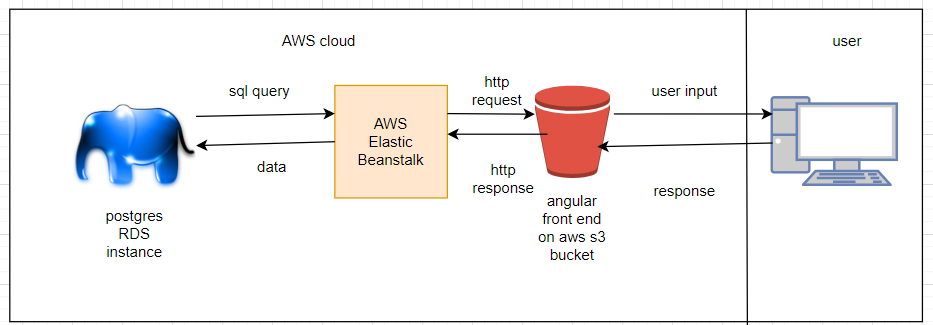 AWS cloud
user
sql query
data
AWS
Elastic
Beanstalk
http
request
http
response
user input
response
postgres
RDS
instance
angular
front end
on aws s3
bucket